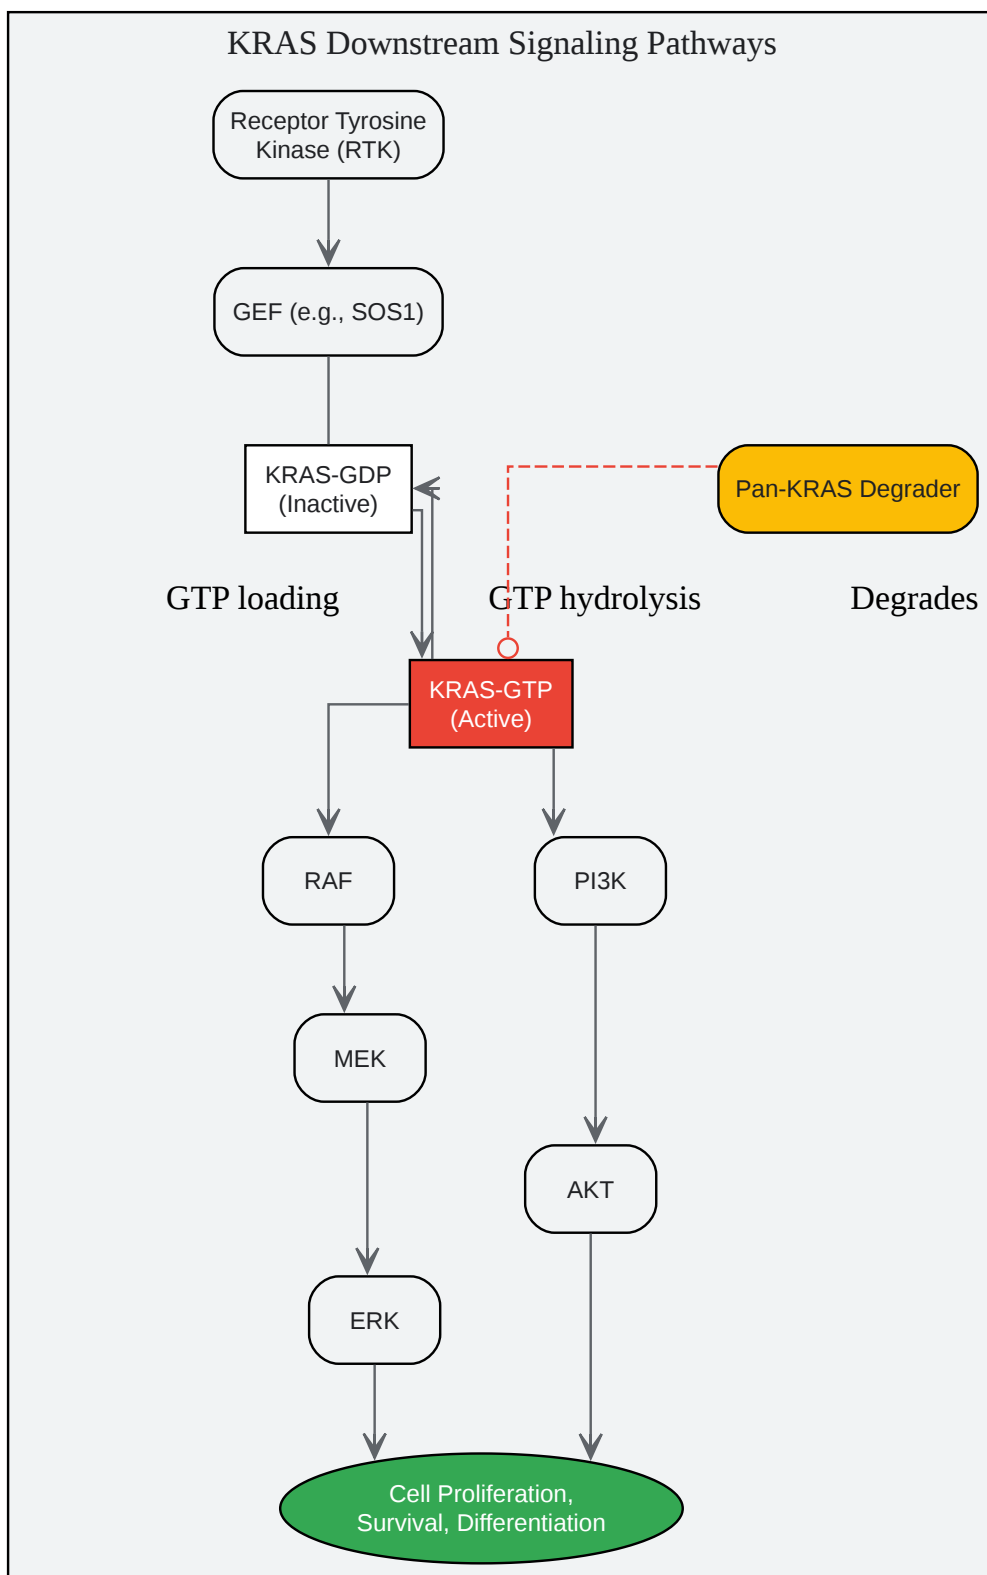 KRAS Downstream Signaling Pathways
Receptor Tyrosine
Kinase (RTK)
GEF (e.g., SOS1)
KRAS-GDP
(Inactive)
Pan-KRAS Degrader
GTP loading
GTP hydrolysis
Degrades
KRAS-GTP
(Active)
RAF
PI3K
MEK
AKT
ERK
Cell Proliferation,
Survival, Differentiation